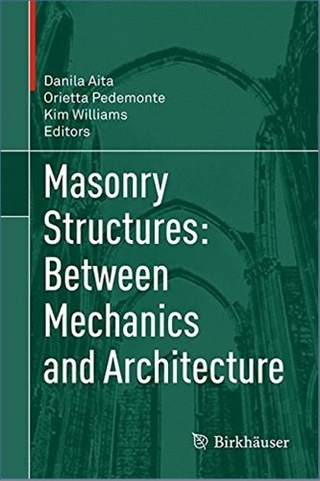 Danila Aita
Orietta Pedemonte
Kim Williams
Editors
Masonry
Structures:
Between
Mechanics
and Architecture
Birkhäuser